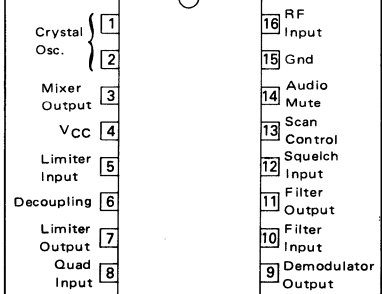 Crystal
Osc.
1
2
Mixer
Output
3
VCC
4
Limiter
Input
5
Decoupling
6
Limiter
Output
7
Quad
Input
8
16
RF
Input
15
Gnd
14
Audio
Mute
13
Scan
Control
12
Squelch
Input
11
Filter
Output
10
Filter
Input
9
Demodulator
Output